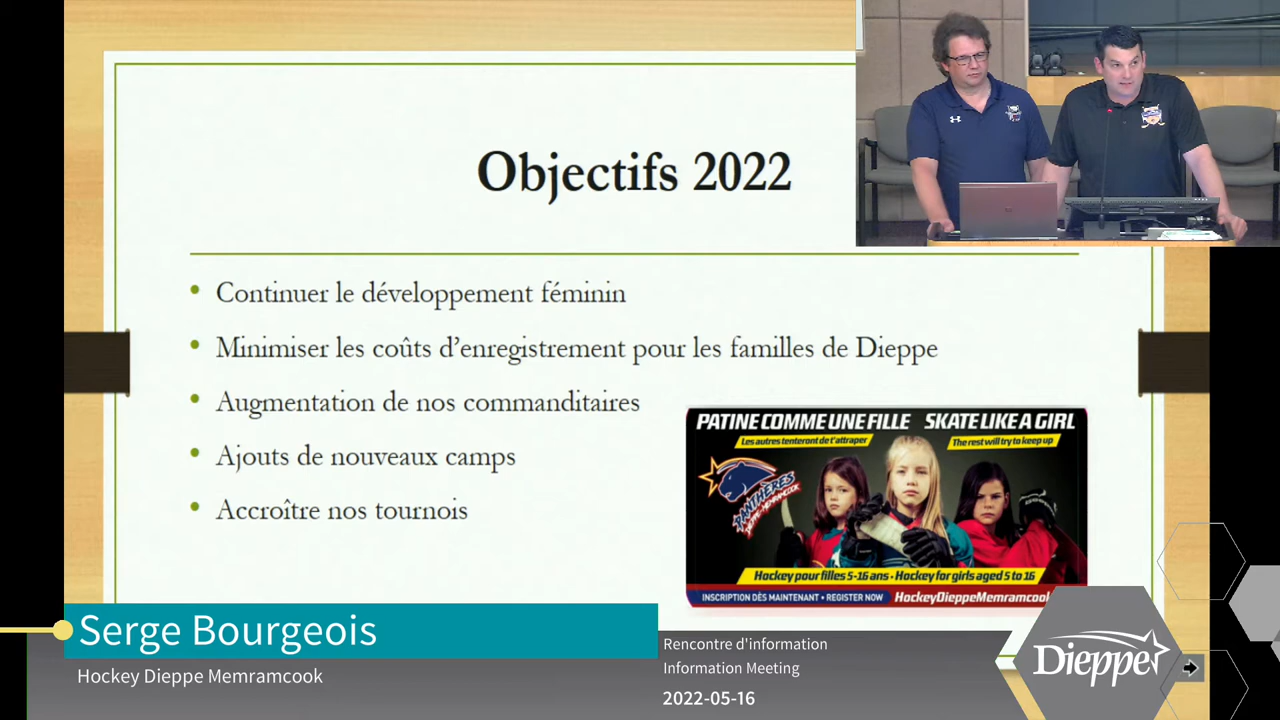 Objectifs 2022
• Continuer le développement féminin
• Minimiser les coûts d’enregistrement pour les familles de Dieppe
• Augmentation de nos commanditaires
• Ajouts de nouveaux camps
• Accroître nos tournois
PATINE COMME UNE FILLE SKATE LIKE A GIRL
Les autres tenteront de t'attraper The rest will try to keep up
PANTHÈRES
DIEPPE-MEMRAMCOOK
Hockey pour filles 5-16 ans - Hockey for girls aged 5 to 16
INSCRIPTION DÈS MAINTENANT • REGISTER NOW HockeyDieppeMemramcook
Serge Bourgeois
Hockey Dieppe Memramcook
Rencontre d'information
Information Meeting
2022-05-16
Dieppe